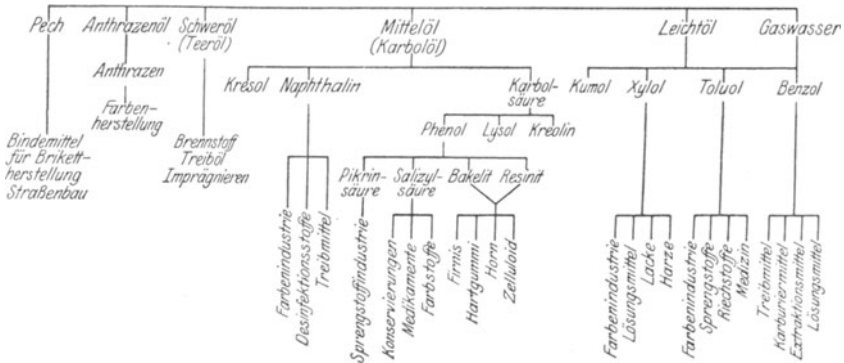 Pech
Anthrazenöl
Schweröl
(Teeröl)
Mittelöl
(Karbolöl)
Leichtöl
Gaswasser
Anthrazen
Kresol
Naphthalin
Karbol-
säure
Kumol
Xylol
Toluol
Benzol
Farben-
herstellung
Phenol
Lysol
Kreolin
Bindemittel
für Brikett-
herstellung
Straßenbau
Brennstoff
Treiböl
Imprägnieren
Pikrin-
säure
Salizyl-
säure
Bakelit
Resinit
Farbenindustrie
Desinfektionsstoffe
Treibmittel
Sprengstoffindustrie
Konservierungen
Medikamente
Farbstoffe
Firnis
Hartgummi
Horn
Zelluloid
Farbenindustrie
Lösungsmittel
Lacke
Harze
Farbenindustrie
Sprengstoffe
Riechstoffe
Medizin
Treibmittel
Karburiermittel
Extraktionsmittel
Lösungsmittel